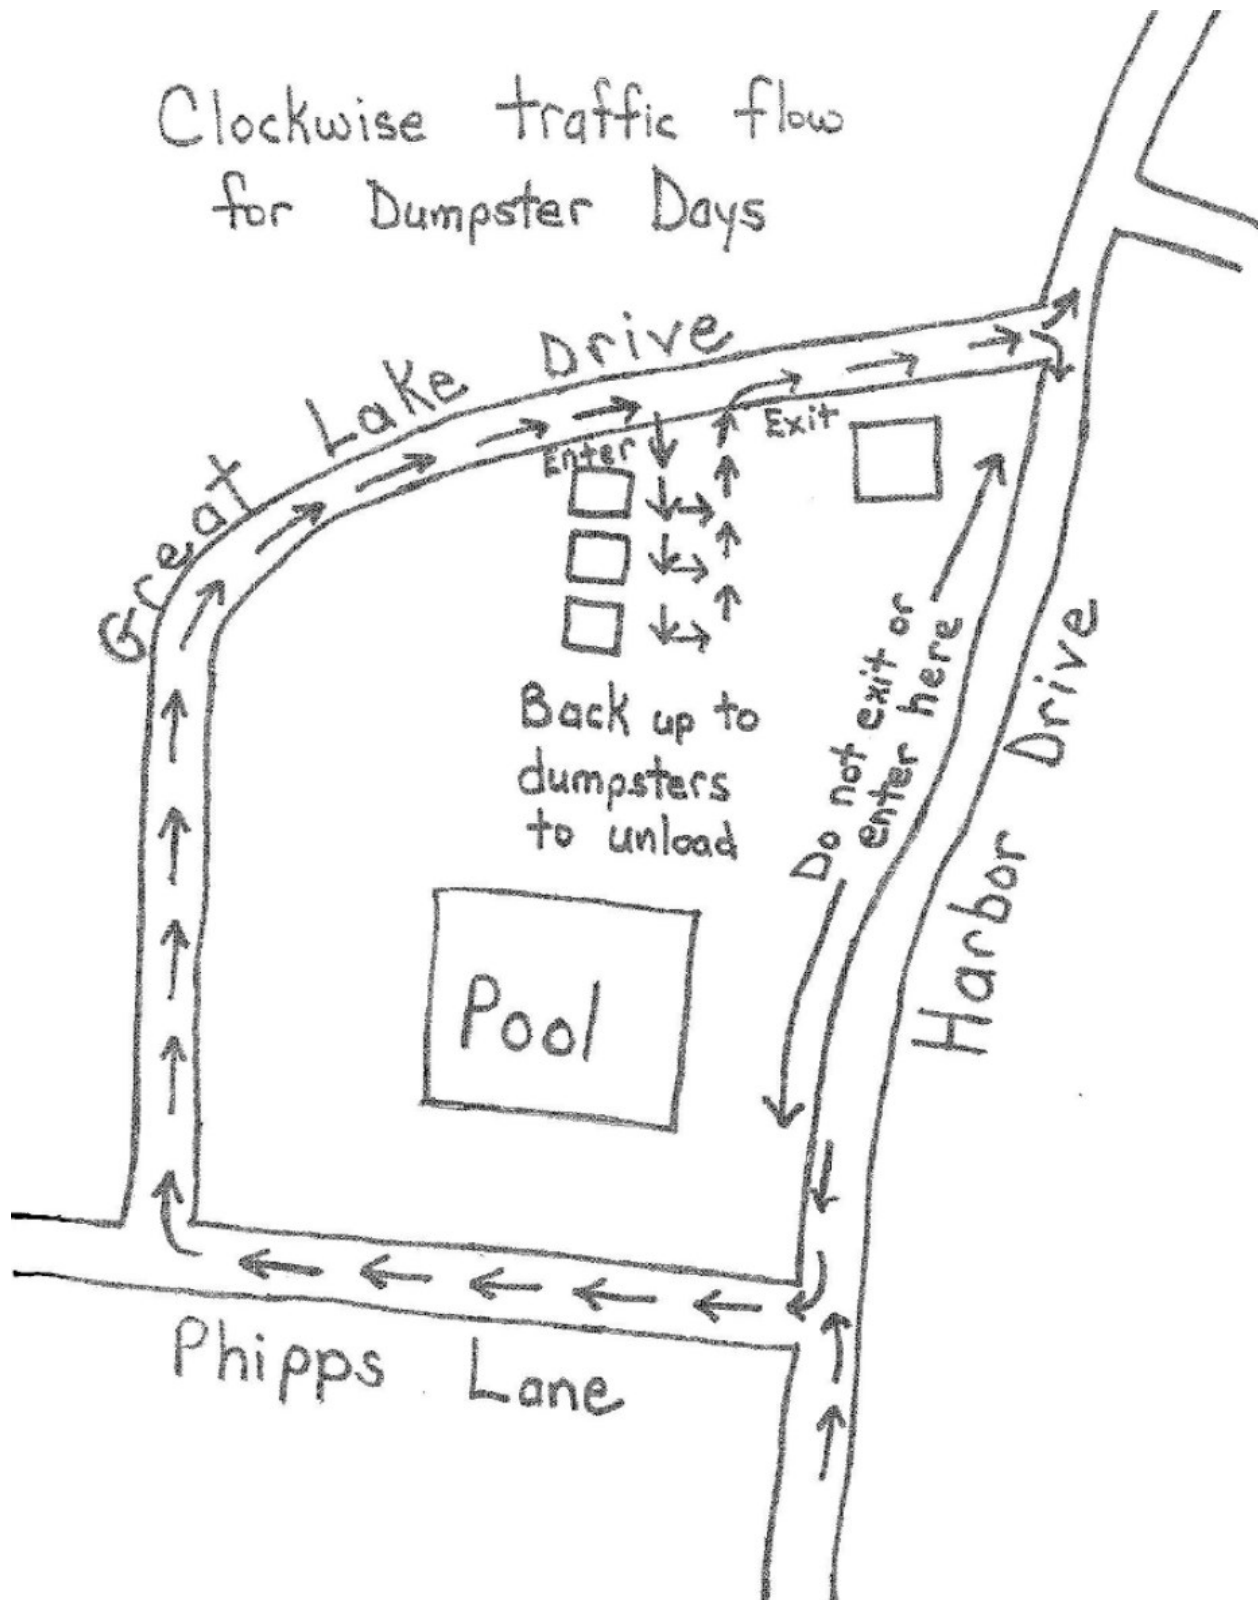 Clockwise traffic flow
for Dumpster Days
Great Lake Drive
Enter
Exit
Back up to
dumpsters
to unload
Do not exit or
enter here
Harbor Drive
Pool
Phipps Lane